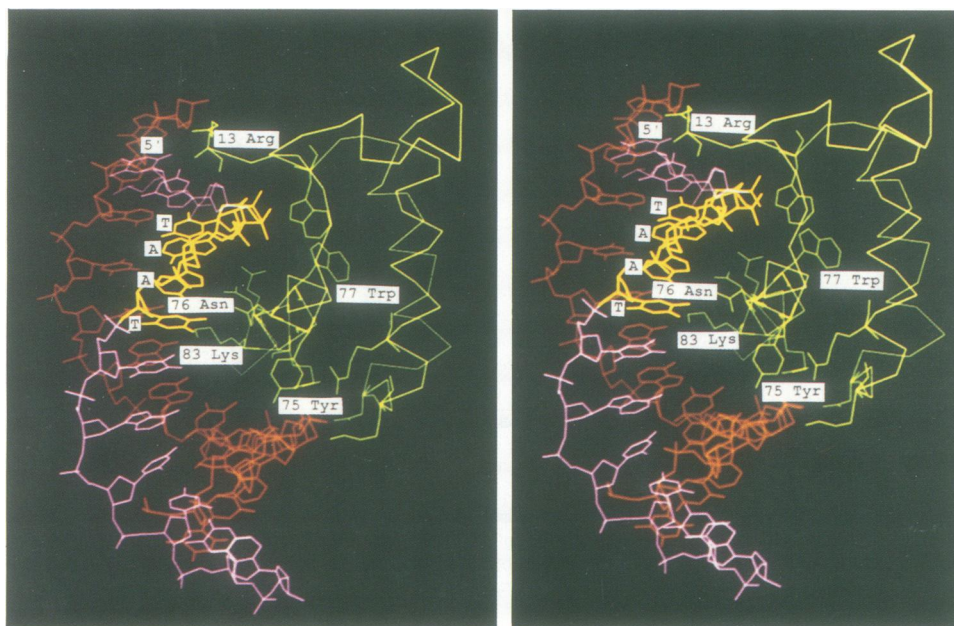 13 Arg
5'
T
A
A
76 Asn
77 Trp
T
83 Lys
75 Tyr
13 Arg
5'
T
A
A
76 Asn
77 Trp
T
83 Lys
75 Tyr